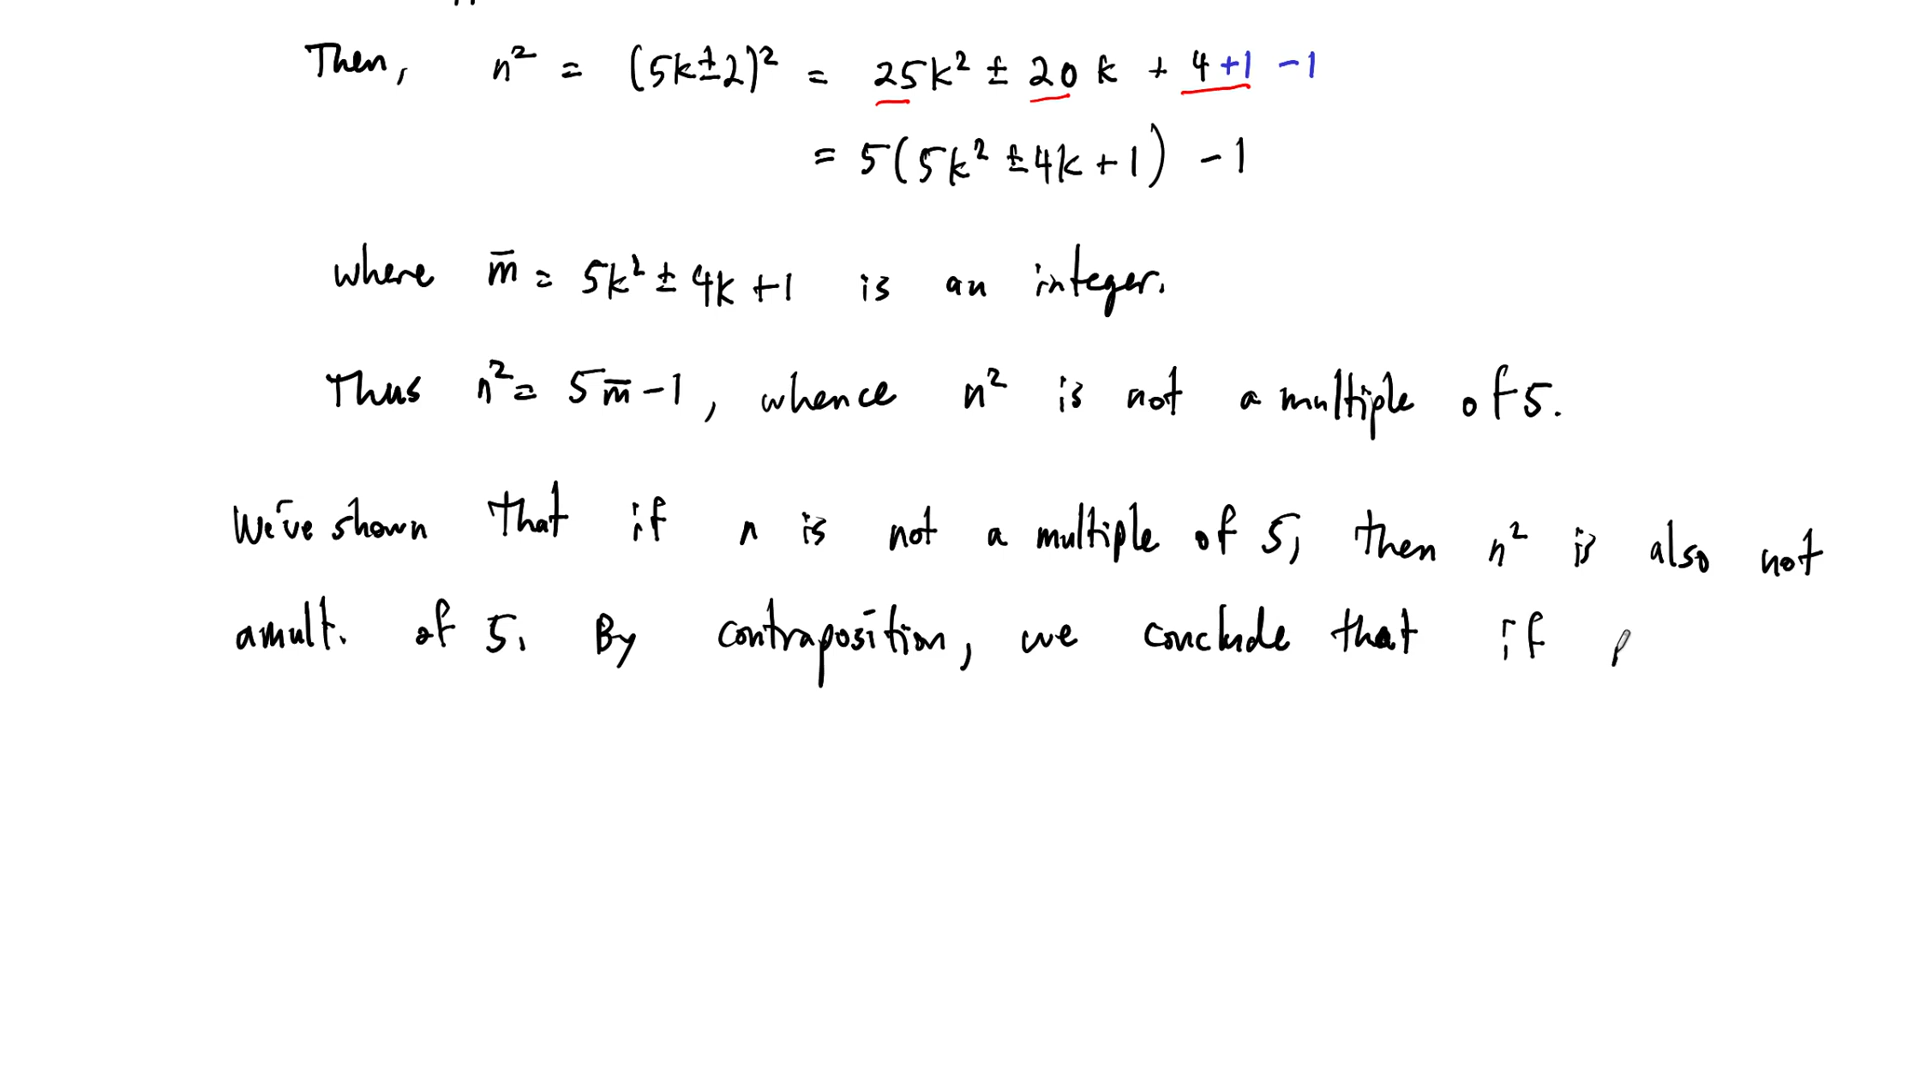 Then, n² = (5k±2)² = 25k² ± 20k + 4 +1 -1
= 5(5k² ± 4k + 1) - 1
where m̅ = 5k² ± 4k + 1 is an integer.
Thus n² = 5m̅ - 1, whence n² is not a multiple of 5.
We've shown that if n is not a multiple of 5, then n² is also not
a mult. of 5. By contraposition, we conclude that if